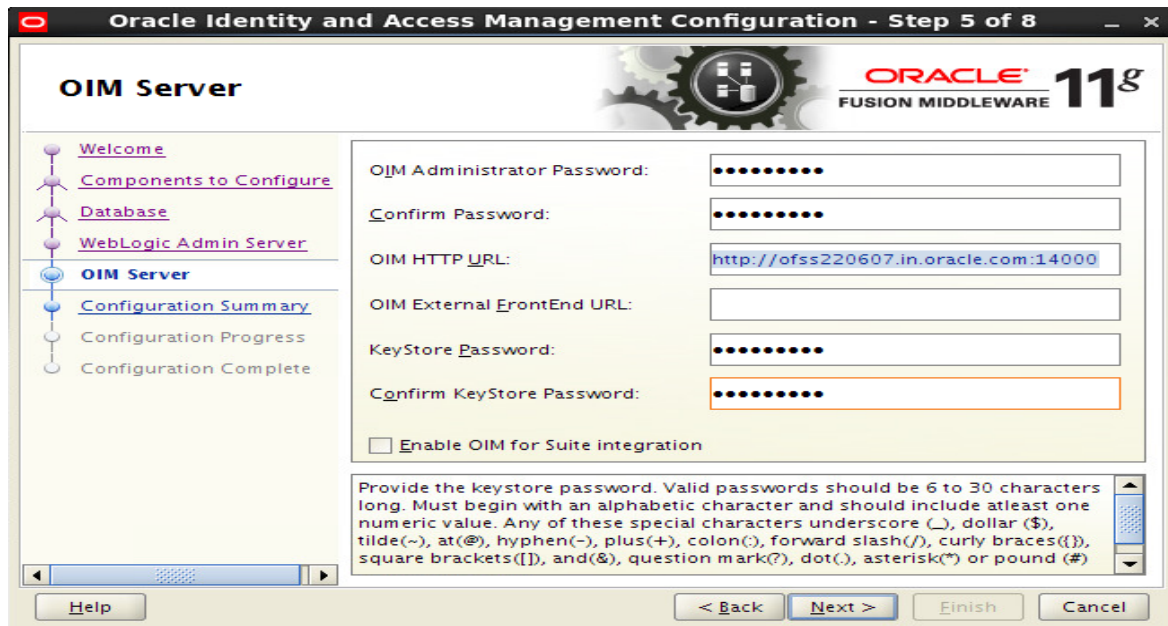 Oracle Identity and Access Management Configuration - Step 5 of 8
OIM Server
ORACLE
FUSION MIDDLEWARE
11g
Welcome
Components to Configure
Database
WebLogic Admin Server
OIM Server
Configuration Summary
Configuration Progress
Configuration Complete
OIM Administrator Password: •••••••••
Confirm Password: •••••••••
OIM HTTP URL: http://ofss220607.in.oracle.com:14000
OIM External FrontEnd URL:
KeyStore Password: •••••••••
Confirm KeyStore Password: •••••••••
Enable OIM for Suite integration
Provide the keystore password. Valid passwords should be 6 to 30 characters
long. Must begin with an alphabetic character and should include atleast one
numeric value. Any of these special characters underscore (_), dollar ($),
tilde(~), at(@), hyphen(-), plus(+), colon(:), forward slash(/), curly braces({}),
square brackets([]), and(&), question mark(?), dot(.), asterisk(*) or pound (#)
Help
< Back
Next >
Finish
Cancel